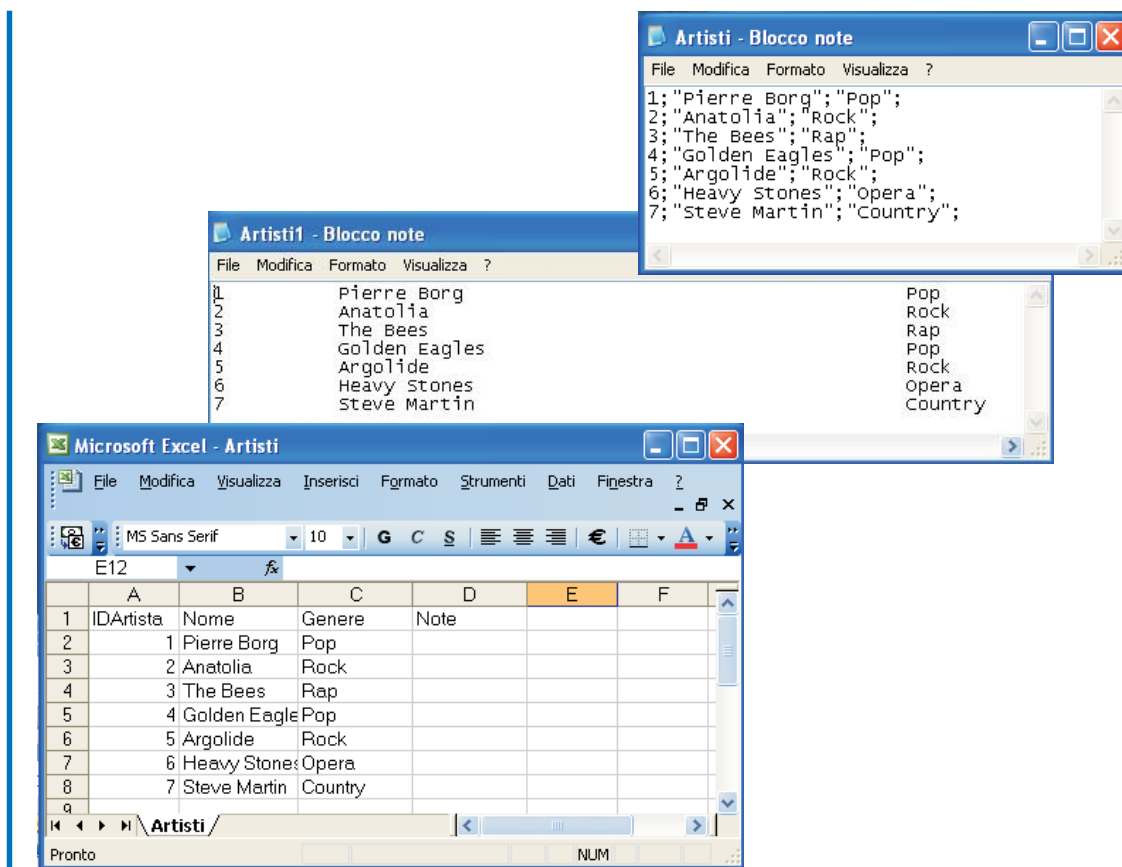 Artisti - Blocco note
File Modifica Formato Visualizza ?
1;"Pierre Borg";"Pop";
2;"Anatolia";"Rock";
3;"The Bees";"Rap";
4;"Golden Eagles";"Pop";
5;"Argolide";"Rock";
6;"Heavy Stones";"Opera";
7;"Steve Martin";"Country";
Artisti1 - Blocco note
File Modifica Formato Visualizza ?
1 Pierre Borg Pop
2 Anatolia Rock
3 The Bees Rap
4 Golden Eagles Pop
5 Argolide Rock
6 Heavy Stones Opera
7 Steve Martin Country
Microsoft Excel - Artisti
File Modifica Visualizza Inserisci Formato Strumenti Dati Finestra ?
MS Sans Serif 10 G C S € A
E12 fx
A B C D E F
1 IDArtista Nome Genere Note
2 1 Pierre Borg Pop
3 2 Anatolia Rock
4 3 The Bees Rap
5 4 Golden Eagle Pop
6 5 Argolide Rock
7 6 Heavy Stones Opera
8 7 Steve Martin Country
9
Artisti
Pronto NUM